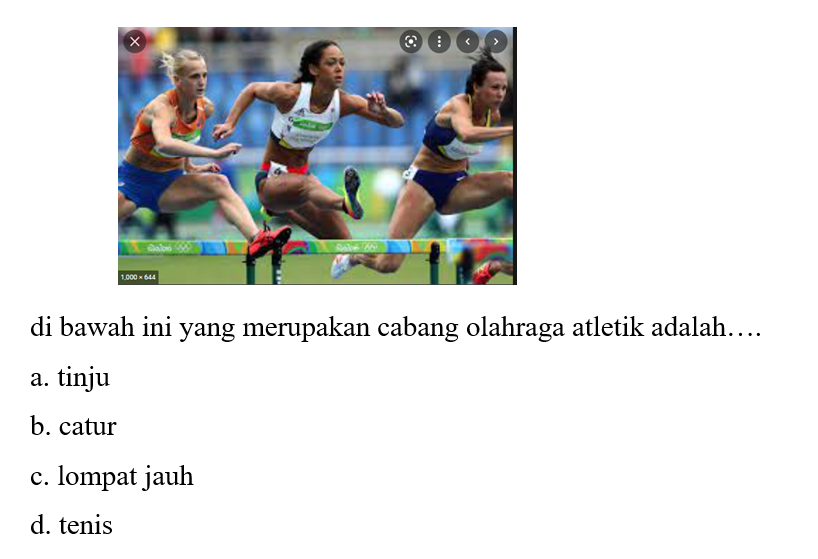 1,000 × 644
di bawah ini yang merupakan cabang olahraga atletik adalah….
a. tinju
b. catur
c. lompat jauh
d. tenis